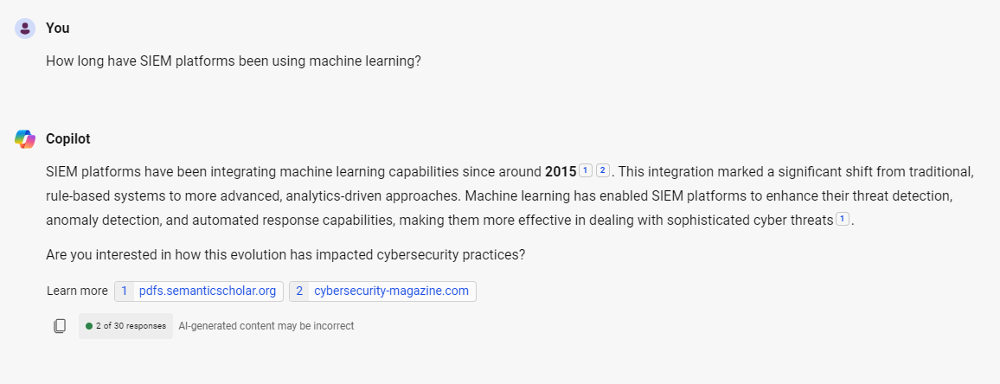 You
How long have SIEM platforms been using machine learning?
Copilot
SIEM platforms have been integrating machine learning capabilities since around 2015 1 2 . This integration marked a significant shift from traditional,
rule-based systems to more advanced, analytics-driven approaches. Machine learning has enabled SIEM platforms to enhance their threat detection,
anomaly detection, and automated response capabilities, making them more effective in dealing with sophisticated cyber threats 1 .
Are you interested in how this evolution has impacted cybersecurity practices?
Learn more 1 pdfs.semanticscholar.org 2 cybersecurity-magazine.com
2 of 30 responses AI-generated content may be incorrect